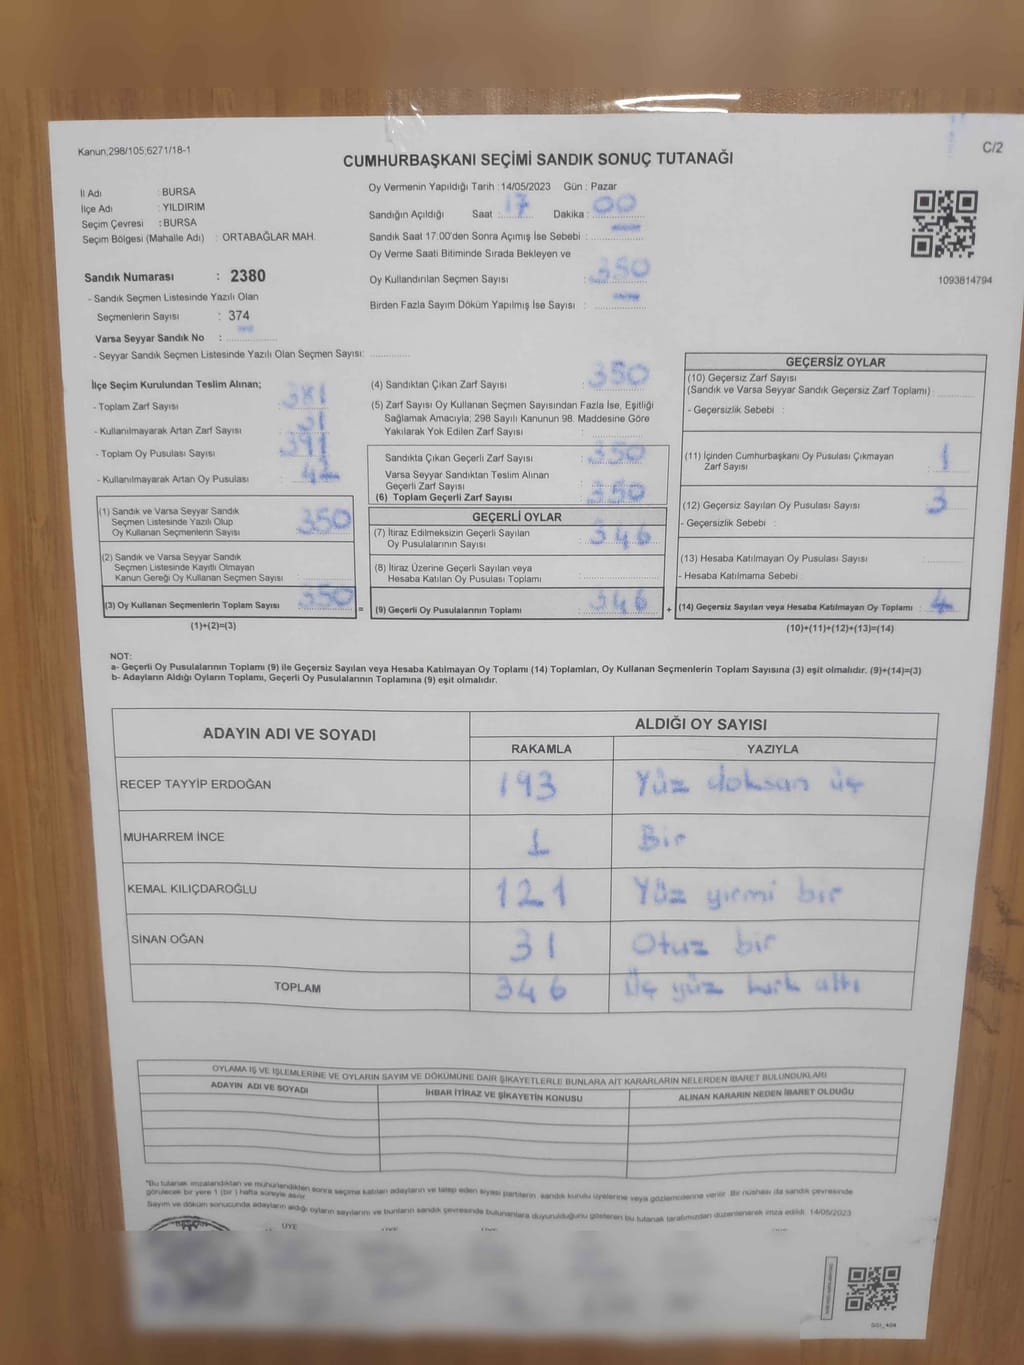 Kanun;298/105;6271/18-1
C/2
CUMHURBAŞKANI SEÇİMİ SANDIK SONUÇ TUTANAĞI
İl Adı : BURSA
İlçe Adı : YILDIRIM
Seçim Çevresi : BURSA
Seçim Bölgesi (Mahalle Adı) : ORTABAĞLAR MAH.
Sandık Numarası : 2380
- Sandık Seçmen Listesinde Yazılı Olan
Seçmenlerin Sayısı : 374
Varsa Seyyar Sandık No :
- Seyyar Sandık Seçmen Listesinde Yazılı Olan Seçmen Sayısı:
Oy Vermenin Yapıldığı Tarih :14/05/2023 Gün : Pazar
Sandığın Açıldığı Saat : 17 Dakika : 00
Sandık Saat 17:00'den Sonra Açımış İse Sebebi :
Oy Verme Saati Bitiminde Sırada Bekleyen ve
Oy Kullandırılan Seçmen Sayısı : 350
Birden Fazla Sayım Döküm Yapılmış İse Sayısı :
1093814794
İlçe Seçim Kurulundan Teslim Alınan;
- Toplam Zarf Sayısı : 381
- Kullanılmayarak Artan Zarf Sayısı : 31
- Toplam Oy Pusulası Sayısı : 391
- Kullanılmayarak Artan Oy Pusulası : 42
(1) Sandık ve Varsa Seyyar Sandık
Seçmen Listesinde Yazılı Olup
Oy Kullanan Seçmenlerin Sayısı : 350
(2) Sandık ve Varsa Seyyar Sandık
Seçmen Listesinde Kayıtlı Olmayan
Kanun Gereği Oy Kullanan Seçmen Sayısı :
(3) Oy Kullanan Seçmenlerin Toplam Sayısı : 350 =
(1)+(2)=(3)
(4) Sandıktan Çıkan Zarf Sayısı : 350
(5) Zarf Sayısı Oy Kullanan Seçmen Sayısından Fazla İse, Eşitliği
Sağlamak Amacıyla; 298 Sayılı Kanunun 98. Maddesine Göre
Yakılarak Yok Edilen Zarf Sayısı :
Sandıkta Çıkan Geçerli Zarf Sayısı : 350
Varsa Seyyar Sandıktan Teslim Alınan
Geçerli Zarf Sayısı :
(6) Toplam Geçerli Zarf Sayısı : 350
GEÇERLİ OYLAR
(7) İtiraz Edilmeksizin Geçerli Sayılan
Oy Pusulalarının Sayısı : 346
(8) İtiraz Üzerine Geçerli Sayılan veya
Hesaba Katılan Oy Pusulası Toplamı :
(9) Geçerli Oy Pusulalarının Toplamı : 346 +
GEÇERSİZ OYLAR
(10) Geçersiz Zarf Sayısı
(Sandık ve Varsa Seyyar Sandık Geçersiz Zarf Toplamı) :
- Geçersizlik Sebebi :
(11) İçinden Cumhurbaşkanı Oy Pusulası Çıkmayan
Zarf Sayısı : 1
(12) Geçersiz Sayılan Oy Pusulası Sayısı : 3
- Geçersizlik Sebebi :
(13) Hesaba Katılmayan Oy Pusulası Sayısı
- Hesaba Katılmama Sebebi :
(14) Geçersiz Sayılan veya Hesaba Katılmayan Oy Toplamı : 4
(10)+(11)+(12)+(13)=(14)
NOT:
a- Geçerli Oy Pusulalarının Toplamı (9) ile Geçersiz Sayılan veya Hesaba Katılmayan Oy Toplamı (14) Toplamları, Oy Kullanan Seçmenlerin Toplam Sayısına (3) eşit olmalıdır. (9)+(14)=(3)
b- Adayların Aldığı Oyların Toplamı, Geçerli Oy Pusulalarının Toplamına (9) eşit olmalıdır.
ADAYIN ADI VE SOYADI ALDIĞI OY SAYISI
RAKAMLA YAZIYLA
RECEP TAYYİP ERDOĞAN 193 Yüz doksan üç
MUHARREM İNCE 1 Bir
KEMAL KILIÇDAROĞLU 121 Yüz yirmi bir
SİNAN OĞAN 31 Otuz bir
TOPLAM 346 Üç yüz kırk altı
OYLAMA İŞ VE İŞLEMLERİNE VE OYLARIN SAYIM VE DÖKÜMÜNE DAİR ŞİKAYETLERLE BUNLARA AİT KARARLARIN NELERDEN İBARET BULUNDUKLARI
ADAYIN ADI VE SOYADI İHBAR İTİRAZ VE ŞİKAYETİN KONUSU ALINAN KARARIN NEDEN İBARET OLDUĞU
*Bu tutanak imzalandıktan ve mühürlendikten sonra seçime katılan adayların ve talep eden siyasi partilerin sandık kurulu üyelerine veya gözlemcilerine verilir. Bir nüshası da sandık çevresinde
görülecek bir yere 1 (bir) hafta süreyle asılır.
Sayım ve döküm sonucunda adayların aldığı oyların sayılarını ve bunların sandık çevresinde bulunanlara duyurulduğunu gösteren bu tutanak tarafımızdan düzenlenerek imza edildi. 14/05/2023
BAŞKAN ÜYE